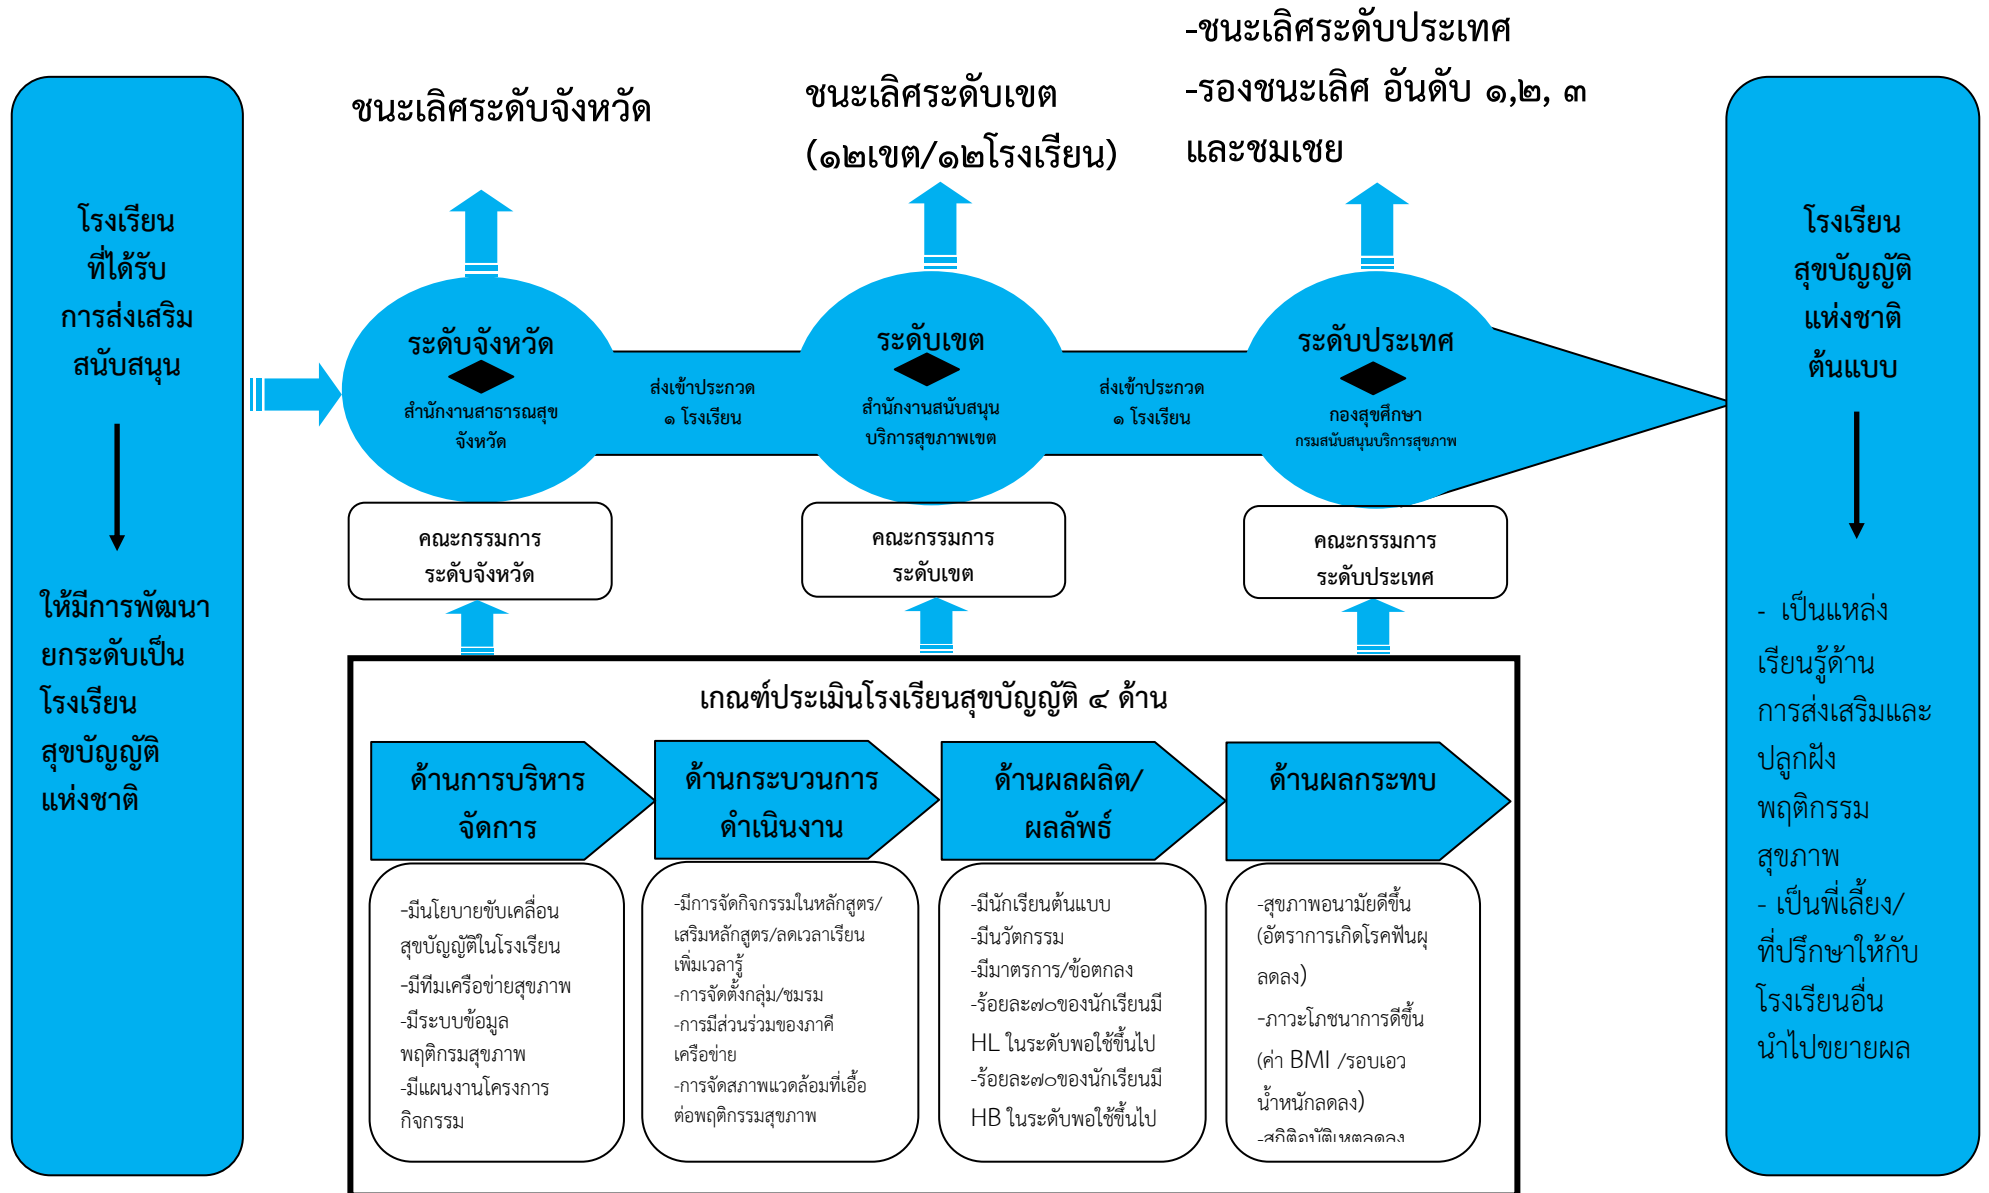 โรงเรียน
ที่ได้รับ
การส่งเสริม
สนับสนุน
ให้มีการพัฒนา
ยกระดับเป็น
โรงเรียน
สุขบัญญัติ
แห่งชาติ
ชนะเลิศระดับจังหวัด
ชนะเลิศระดับเขต
(๑๒เขต/๑๒โรงเรียน)
-ชนะเลิศระดับประเทศ
-รองชนะเลิศ อันดับ ๑,๒, ๓
และชมเชย
ระดับจังหวัด
สำนักงานสาธารณสุข
จังหวัด
ส่งเข้าประกวด
๑ โรงเรียน
ระดับเขต
สำนักงานสนับสนุน
บริการสุขภาพเขต
ส่งเข้าประกวด
๑ โรงเรียน
ระดับประเทศ
กองสุขศึกษา
กรมสนับสนุนบริการสุขภาพ
คณะกรรมการ
ระดับจังหวัด
คณะกรรมการ
ระดับเขต
คณะกรรมการ
ระดับประเทศ
เกณฑ์ประเมินโรงเรียนสุขบัญญัติ ๔ ด้าน
ด้านการบริหาร
จัดการ
-มีนโยบายขับเคลื่อน
สุขบัญญัติในโรงเรียน
-มีทีมเครือข่ายสุขภาพ
-มีระบบข้อมูล
พฤติกรมสุขภาพ
-มีแผนงานโครงการ
กิจกรรม
ด้านกระบวนการ
ดำเนินงาน
-มีการจัดกิจกรรมในหลักสูตร/
เสริมหลักสูตร/ลดเวลาเรียน
เพิ่มเวลารู้
-การจัดตั้งกลุ่ม/ชมรม
-การมีส่วนร่วมของภาคี
เครือข่าย
-การจัดสภาพแวดล้อมที่เอื้อ
ต่อพฤติกรรมสุขภาพ
ด้านผลผลิต/
ผลลัพธ์
-มีนักเรียนต้นแบบ
-มีนวัตกรรม
-มีมาตรการ/ข้อตกลง
-ร้อยละ๗๐ของนักเรียนมี
HL ในระดับพอใช้ขึ้นไป
-ร้อยละ๗๐ของนักเรียนมี
HB ในระดับพอใช้ขึ้นไป
ด้านผลกระทบ
-สุขภาพอนามัยดีขึ้น
(อัตราการเกิดโรคฟันผุ
ลดลง)
-ภาวะโภชนาการดีขึ้น
(ค่า BMI /รอบเอว
น้ำหนักลดลง)
-สถิติอุบัติเหตุลดลง
โรงเรียน
สุขบัญญัติ
แห่งชาติ
ต้นแบบ
- เป็นแหล่ง
เรียนรู้ด้าน
การส่งเสริมและ
ปลูกฝัง
พฤติกรรม
สุขภาพ
- เป็นพี่เลี้ยง/
ที่ปรึกษาให้กับ
โรงเรียนอื่น
นำไปขยายผล